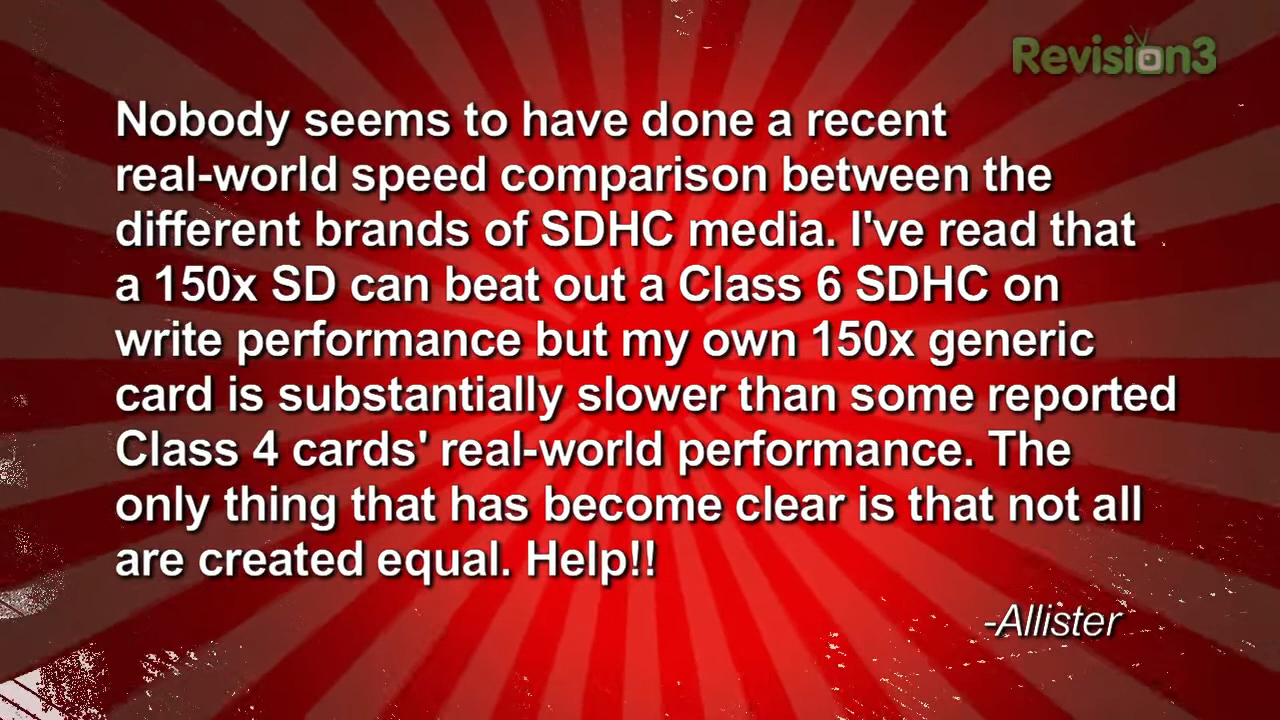 Revision3
Nobody seems to have done a recent
real-world speed comparison between the
different brands of SDHC media. I've read that
a 150x SD can beat out a Class 6 SDHC on
write performance but my own 150x generic
card is substantially slower than some reported
Class 4 cards' real-world performance. The
only thing that has become clear is that not all
are created equal. Help!!
-Allister